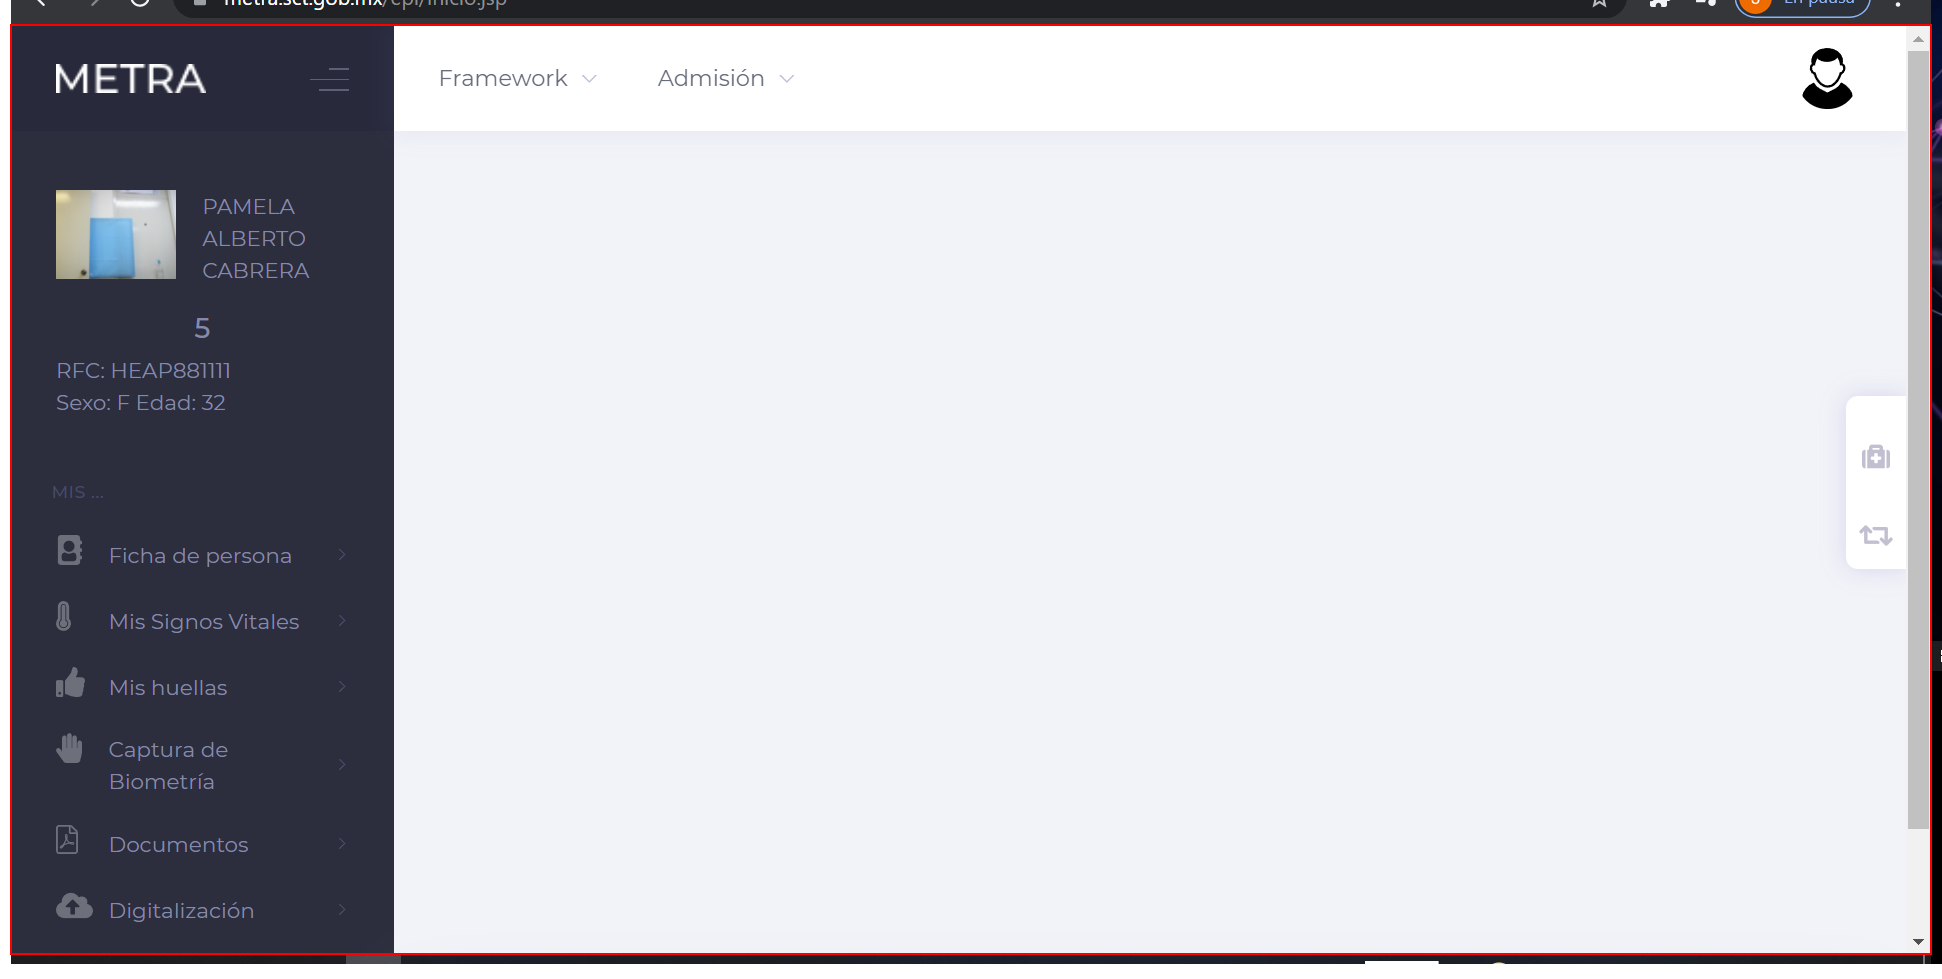 metra.sct.gob.mx/epi/inicio.jsp
En pausa
METRA
Framework
Admisión
PAMELA
ALBERTO
CABRERA
5
RFC: HEAP881111
Sexo: F Edad: 32
MIS ...
Ficha de persona
Mis Signos Vitales
Mis huellas
Captura de
Biometría
Documentos
Digitalización